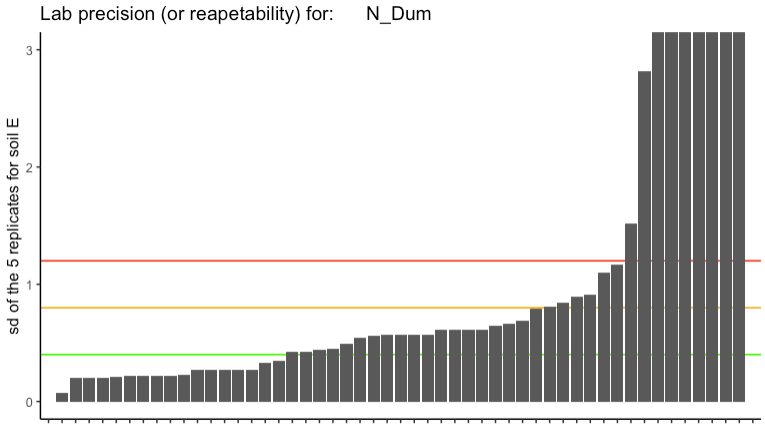 Lab precision (or reapetability) for: N_Dum
sd of the 5 replicates for soil E
3
2
1
0